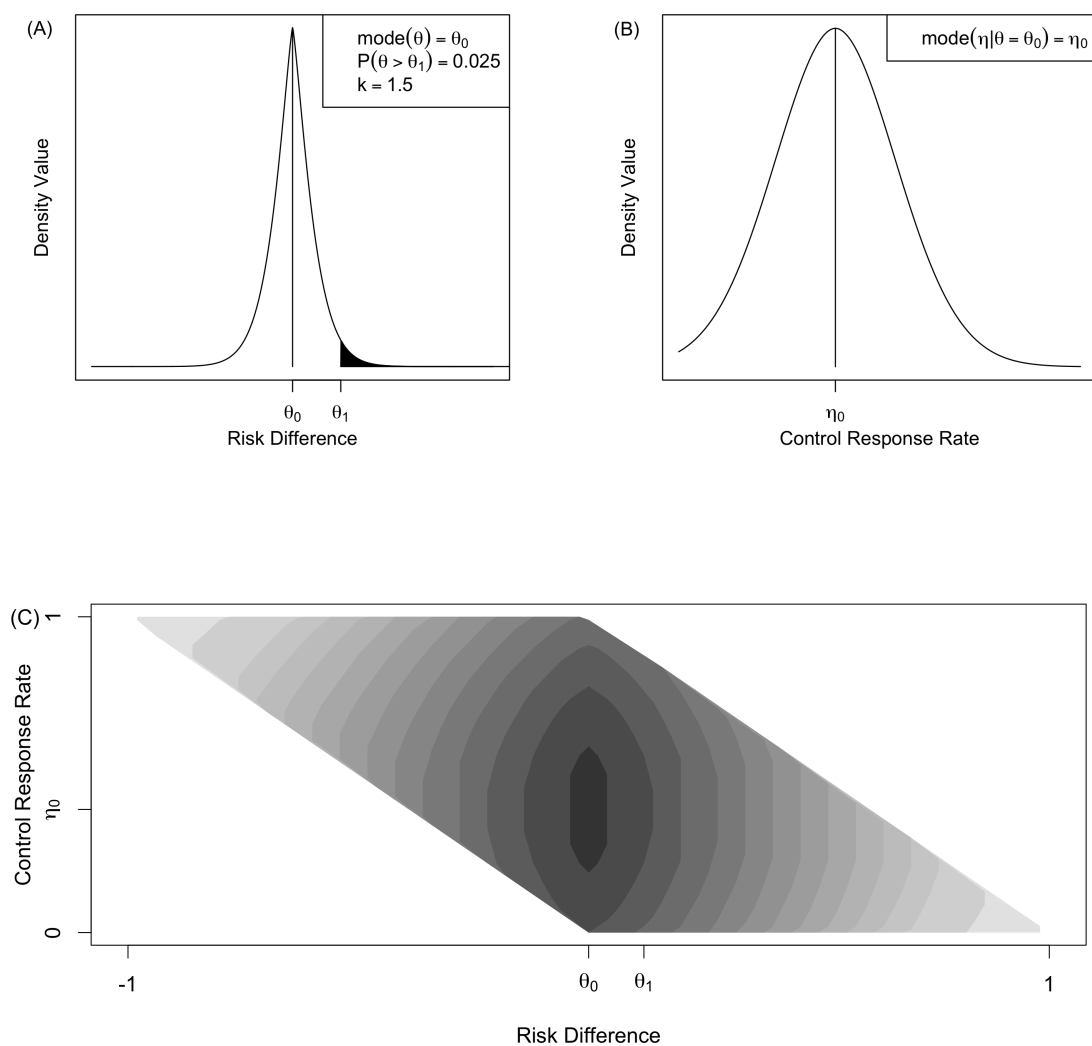 (A)
mode(θ) = θ₀
P(θ > θ₁) = 0.025
k = 1.5
Density Value
θ₀ θ₁
Risk Difference
(B)
mode(η|θ = θ₀) = η₀
Density Value
η₀
Control Response Rate
(C)
Control Response Rate
0 η₀ 1
-1 θ₀ θ₁ 1
Risk Difference